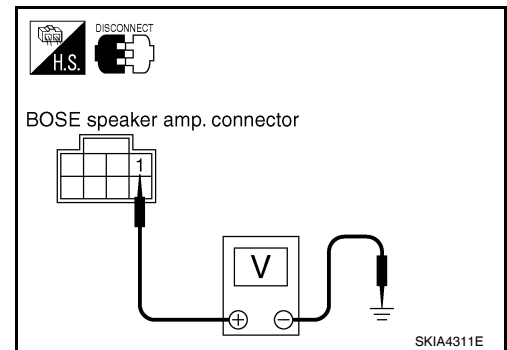 DISCONNECT
H.S.
BOSE speaker amp. connector
1
V
+ −
SKIA4311E